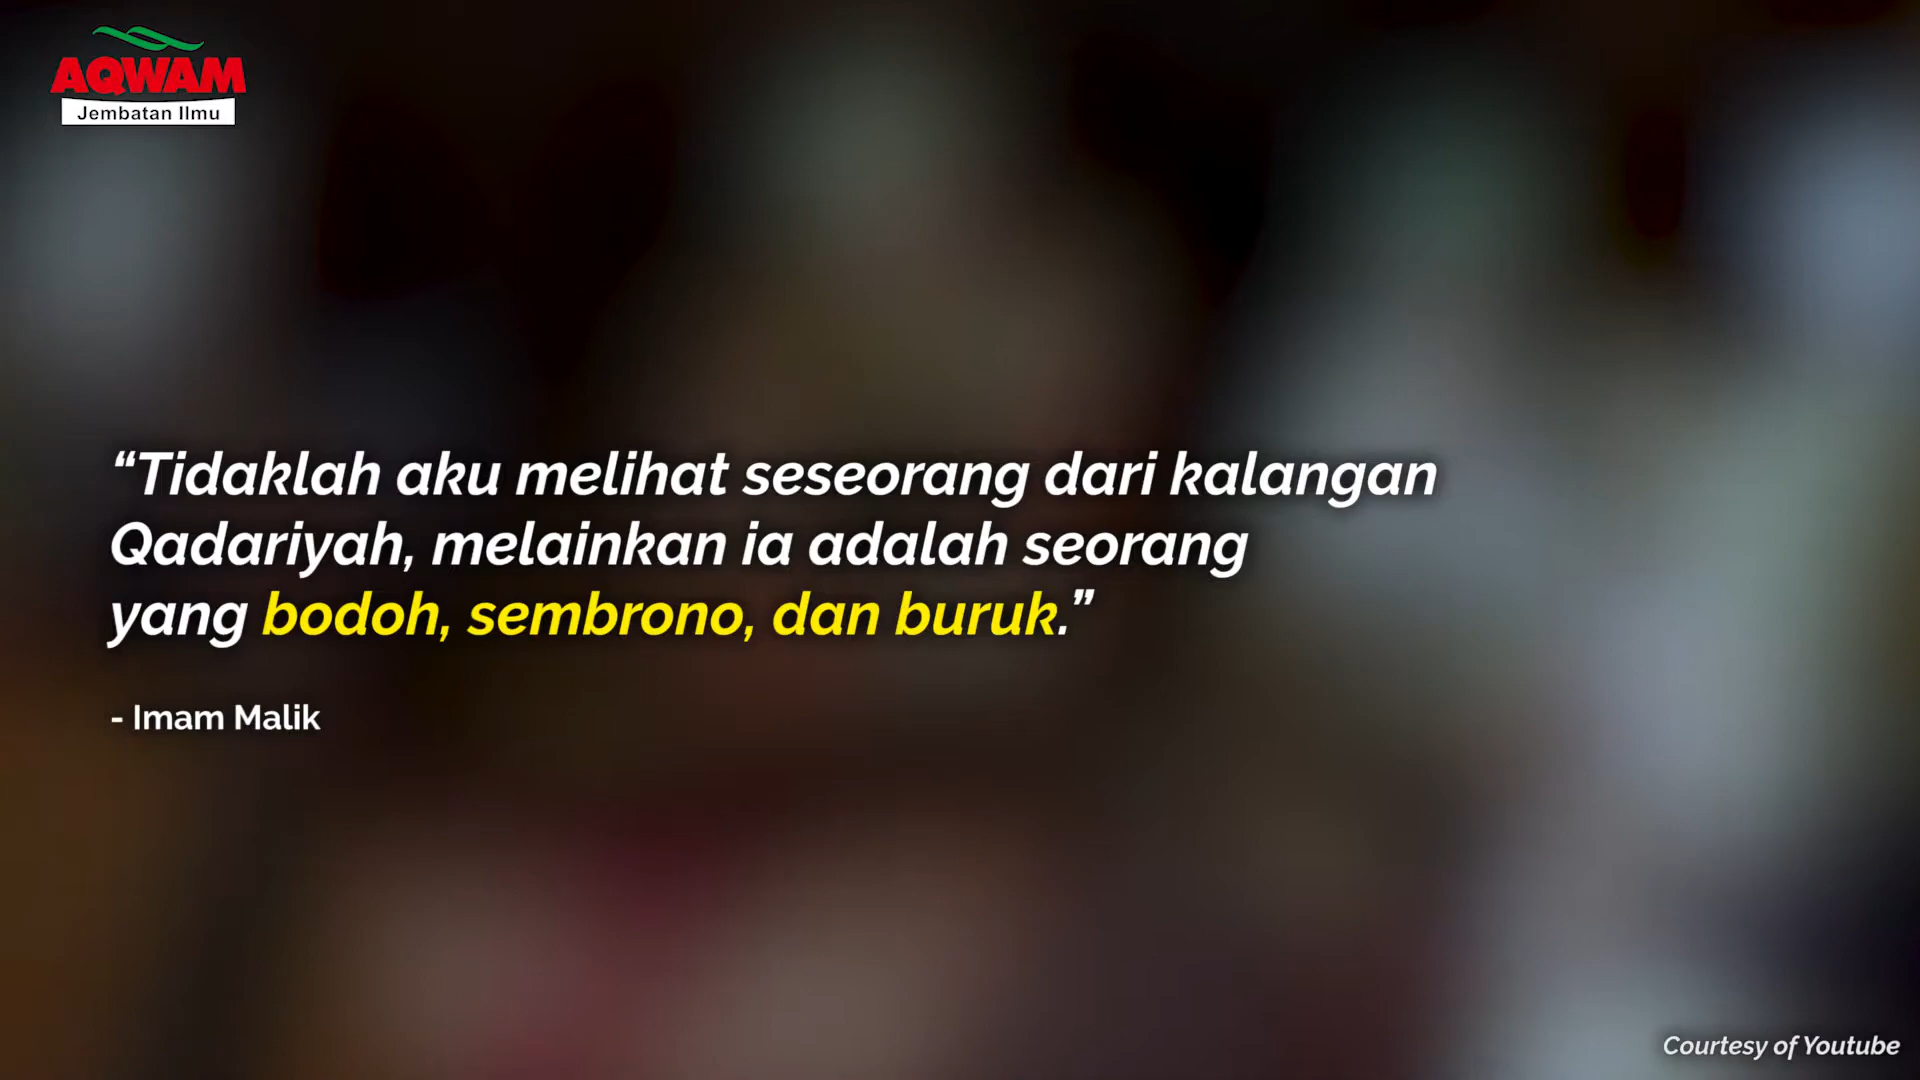 AQWAM
Jembatan Ilmu
“Tidaklah aku melihat seseorang dari kalangan
Qadariyah, melainkan ia adalah seorang
yang bodoh, sembrono, dan buruk.”
- Imam Malik
Courtesy of Youtube